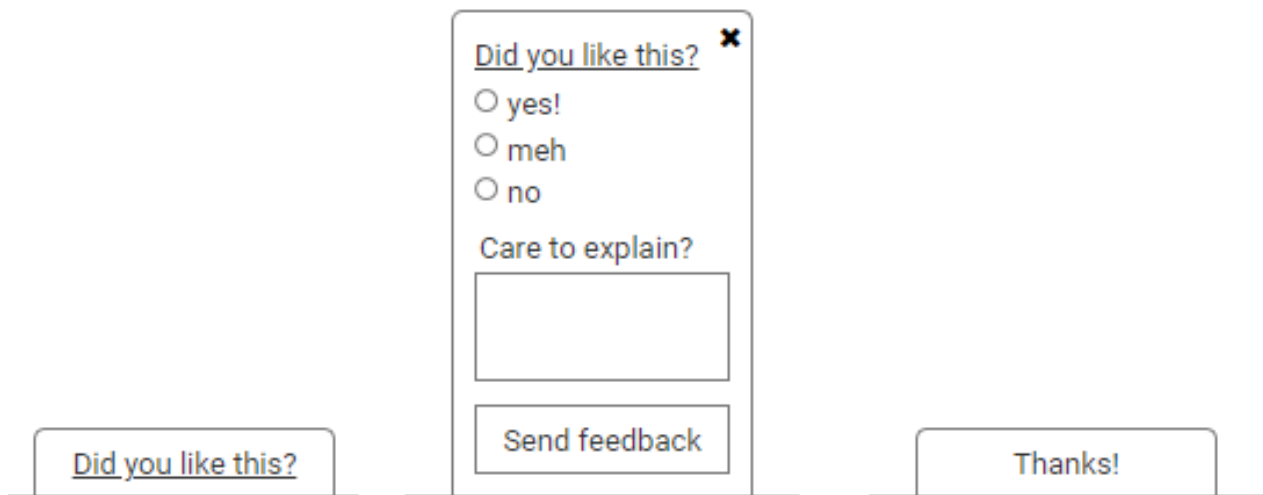 Did you like this?
Did you like this?
yes!
meh
no
Care to explain?
Send feedback
Thanks!